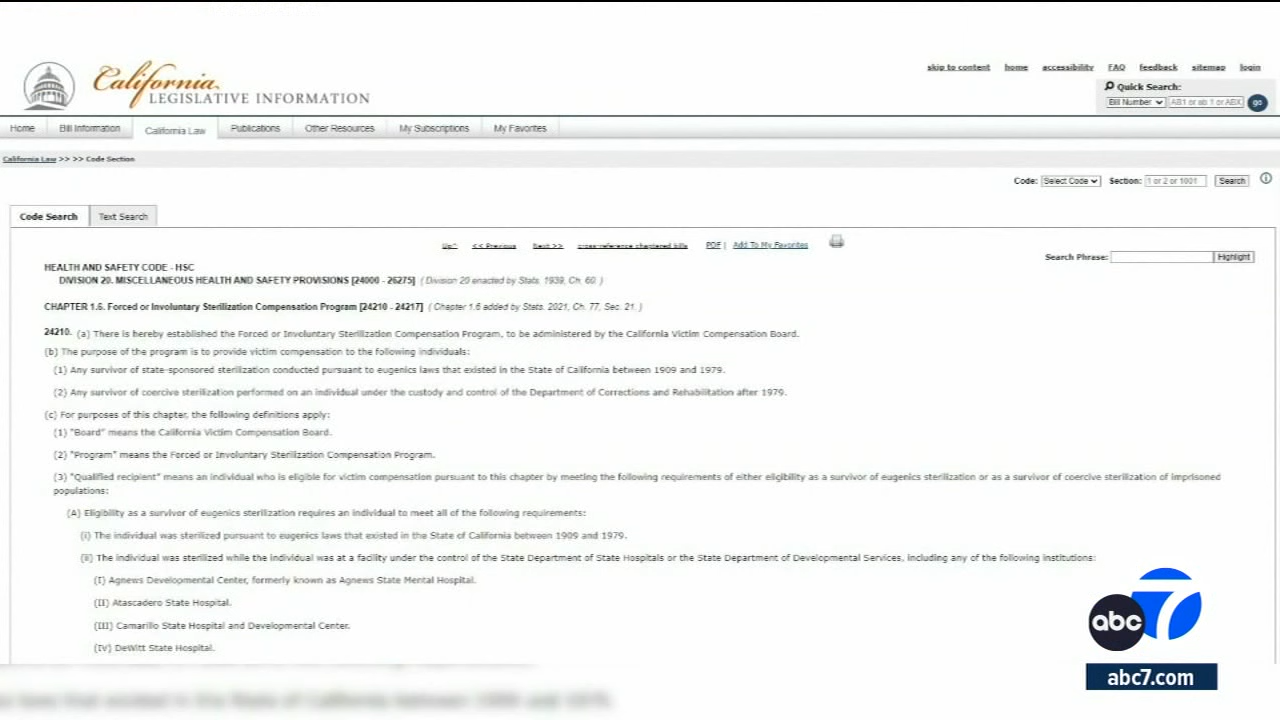 California
LEGISLATIVE INFORMATION
skip to content home accessibility FAQ feedback sitemap login
Quick Search:
Bill Number AB1 or ab 1 or ABX go
Home Bill Information California Law Publications Other Resources My Subscriptions My Favorites
California Law >> >> Code Section
Code: Select Code Section: 1 or 2 or 1001 Search
Code Search Text Search
Up^ << Previous Next >> cross-reference chaptered bills PDF | Add To My Favorites
Search Phrase: Highlight
HEALTH AND SAFETY CODE - HSC
DIVISION 20. MISCELLANEOUS HEALTH AND SAFETY PROVISIONS [24000 - 26275] ( Division 20 enacted by Stats. 1939, Ch. 60. )
CHAPTER 1.6. Forced or Involuntary Sterilization Compensation Program [24210 - 24217] ( Chapter 1.6 added by Stats. 2021, Ch. 77, Sec. 21. )
24210. (a) There is hereby established the Forced or Involuntary Sterilization Compensation Program, to be administered by the California Victim Compensation Board.
(b) The purpose of the program is to provide victim compensation to the following individuals:
(1) Any survivor of state-sponsored sterilization conducted pursuant to eugenics laws that existed in the State of California between 1909 and 1979.
(2) Any survivor of coercive sterilization performed on an individual under the custody and control of the Department of Corrections and Rehabilitation after 1979.
(c) For purposes of this chapter, the following definitions apply:
(1) "Board" means the California Victim Compensation Board.
(2) "Program" means the Forced or Involuntary Sterilization Compensation Program.
(3) "Qualified recipient" means an individual who is eligible for victim compensation pursuant to this chapter by meeting the following requirements of either eligibility as a survivor of eugenics sterilization or as a survivor of coercive sterilization of imprisoned
populations:
(A) Eligibility as a survivor of eugenics sterilization requires an individual to meet all of the following requirements:
(i) The individual was sterilized pursuant to eugenics laws that existed in the State of California between 1909 and 1979.
(ii) The individual was sterilized while the individual was at a facility under the control of the State Department of State Hospitals or the State Department of Developmental Services, including any of the following institutions:
(I) Agnews Developmental Center, formerly known as Agnews State Mental Hospital.
(II) Atascadero State Hospital.
(III) Camarillo State Hospital and Developmental Center.
(IV) DeWitt State Hospital.
abc 7
abc7.com